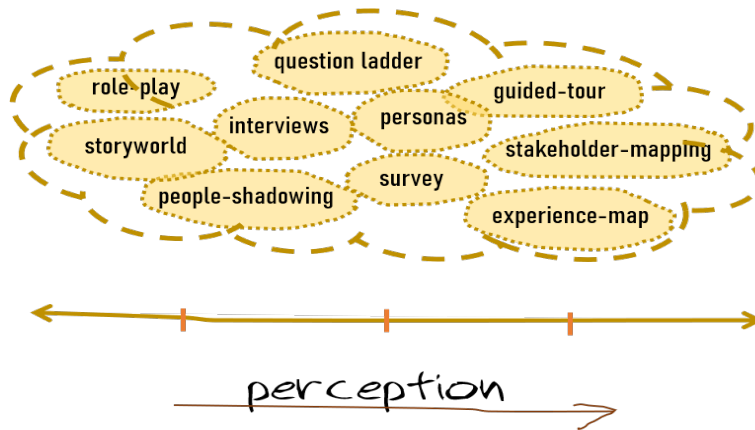 question ladder
role-play
guided-tour
interviews
personas
storyworld
stakeholder-mapping
survey
people-shadowing
experience-map
perception